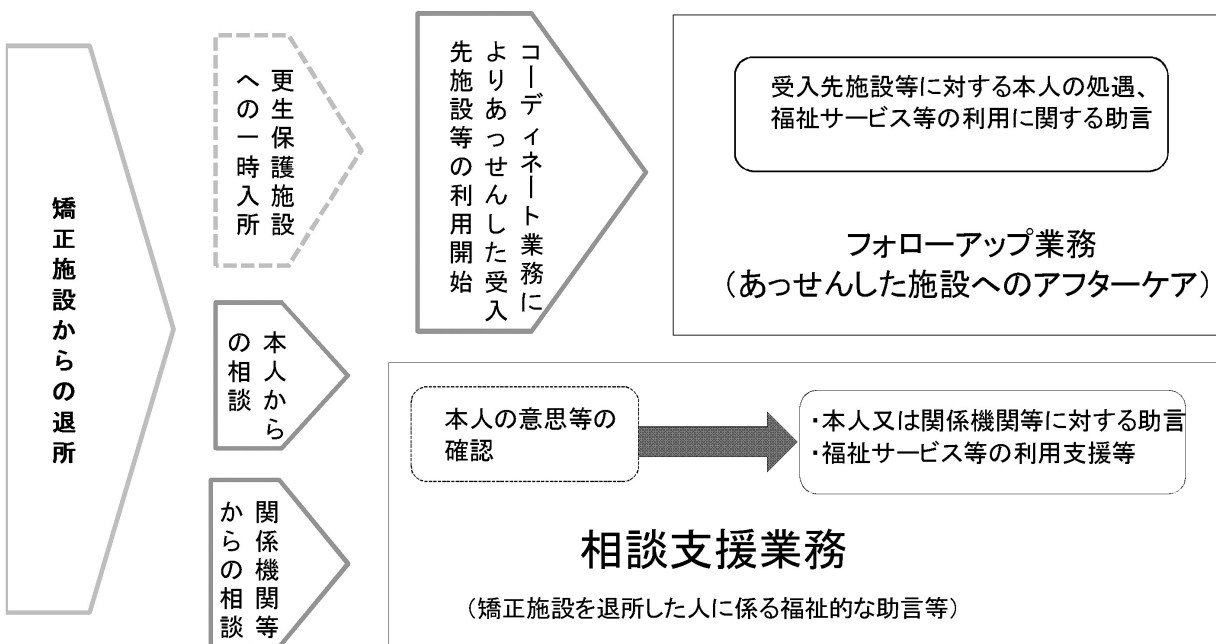 矯正施設からの退所
更生保護施設
への一時入所
コーディネート業務に
よりあっせんした受入
先施設等の利用開始
受入先施設等に対する本人の処遇、
福祉サービス等の利用に関する助言
フォローアップ業務
(あっせんした施設へのアフターケア)
本人から
の相談
関係機関等
からの相談
本人の意思等の
確認
・本人又は関係機関等に対する助言
・福祉サービス等の利用支援等
相談支援業務
(矯正施設を退所した人に係る福祉的な助言等)